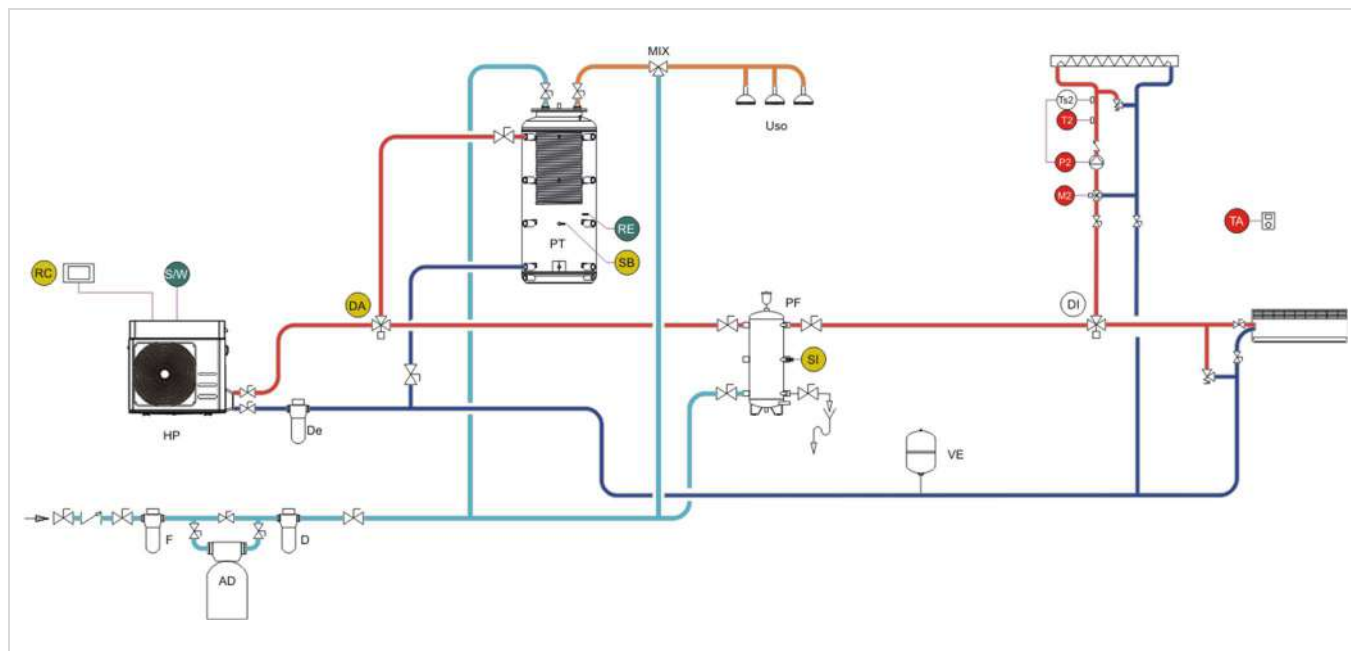 MIX
Uso
Ts2
T2
P2
M2
TA
RE
PT
SB
RC
S/W
DA
PF
DI
SI
HP
De
VE
F
D
AD